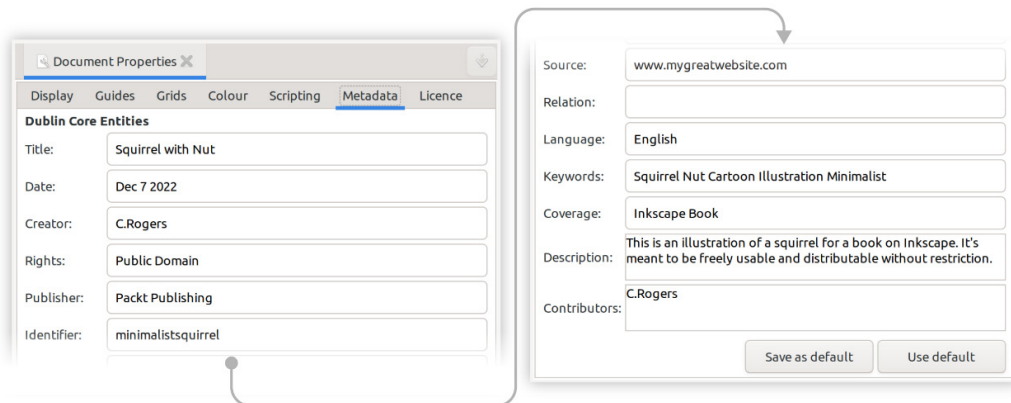 Document Properties
Display Guides Grids Colour Scripting Metadata Licence
Dublin Core Entities
Title: Squirrel with Nut
Date: Dec 7 2022
Creator: C.Rogers
Rights: Public Domain
Publisher: Packt Publishing
Identifier: minimalistsquirrel
Source: www.mygreatwebsite.com
Relation:
Language: English
Keywords: Squirrel Nut Cartoon Illustration Minimalist
Coverage: Inkscape Book
Description: This is an illustration of a squirrel for a book on Inkscape. It's
meant to be freely usable and distributable without restriction.
Contributors: C.Rogers
Save as default Use default